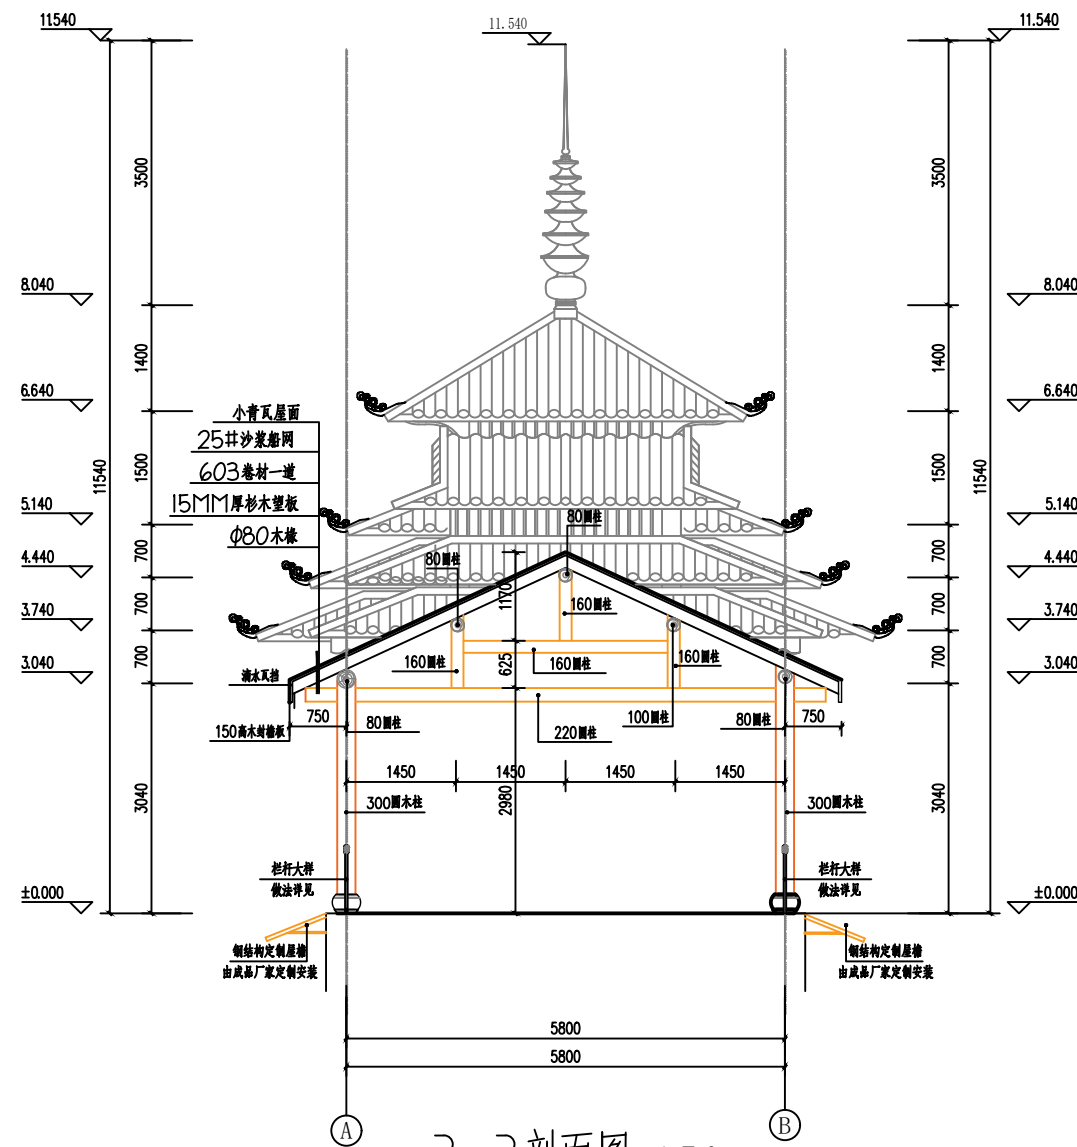 11.540
11.540
11.540
3500
3500
8.040
8.040
1400
1400
6.640
6.640
小青瓦屋面
25#沙浆船网
603卷材一道
15MM厚杉木望板
Φ80木椽
11540
1500
1500
11540
5.140
5.140
80圆柱
700
700
4.440
4.440
80圆柱
1170
700
700
160圆柱
3.740
3.740
160圆柱
625
160圆柱
160圆柱
700
700
3.040
3.040
滴水瓦挡
750
750
150高木封檐板
80圆柱
220圆柱
100圆柱
80圆柱
1450
1450
1450
1450
2980
3040
3040
300圆木柱
300圆木柱
栏杆大样
做法详见
栏杆大样
做法详见
±0.000
±0.000
钢结构定制屋檐
由成品厂家定制安装
钢结构定制屋檐
由成品厂家定制安装
5800
5800
A
B